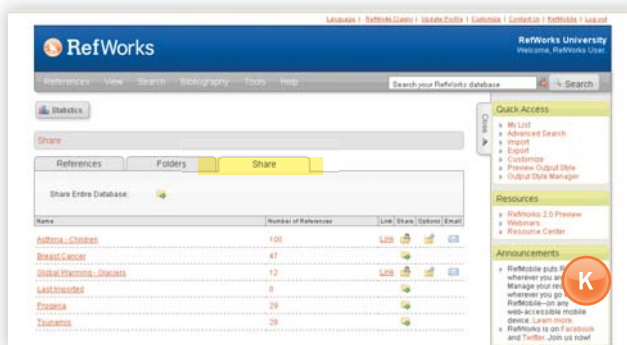 Language | RefWorks Classic | Update Profile | Customize | Contact Us | RefMobile | Log out
RefWorks
RefWorks University
Welcome, RefWorks User.
References View Search Bibliography Tools Help
Search your RefWorks database
Search
Statistics
Close
Quick Access
My List
Advanced Search
Import
Export
Customize
Preview Output Style
Output Style Manager
Share
References Folders Share
Share Entire Database:
Resources
RefWorks 2.0 Preview
Webinars
Resource Center
Name Number of References Link Share Options Email
Asthma - Children 100 Link
Breast Cancer 47
Global Warming - Glaciers 12 Link
Last Imported 0
Progeria 29
Tsunamis 29
Announcements
RefMobile puts
wherever you are
Manage your
wherever you go
RefMobile--on any
web-accessible mobile
device. Learn more
RefWorks is on Facebook
and Twitter. Join us now!
K